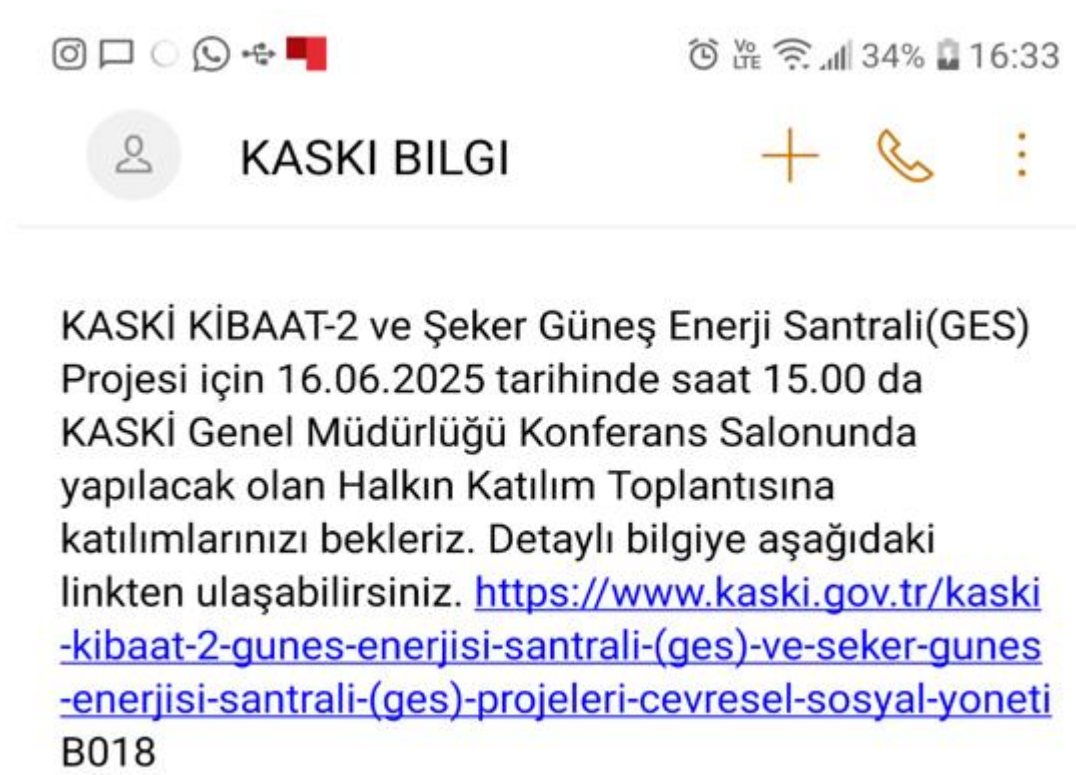 Vo LTE 34% 16:33
KASKI BILGI
KASKİ KİBAAT-2 ve Şeker Güneş Enerji Santrali(GES)
Projesi için 16.06.2025 tarihinde saat 15.00 da
KASKİ Genel Müdürlüğü Konferans Salonunda
yapılacak olan Halkın Katılım Toplantısına
katılımlarınızı bekleriz. Detaylı bilgiye aşağıdaki
linkten ulaşabilirsiniz. https://www.kaski.gov.tr/kaski
-kibaat-2-gunes-enerjisi-santrali-(ges)-ve-seker-gunes
-enerjisi-santrali-(ges)-projeleri-cevresel-sosyal-yoneti
B018